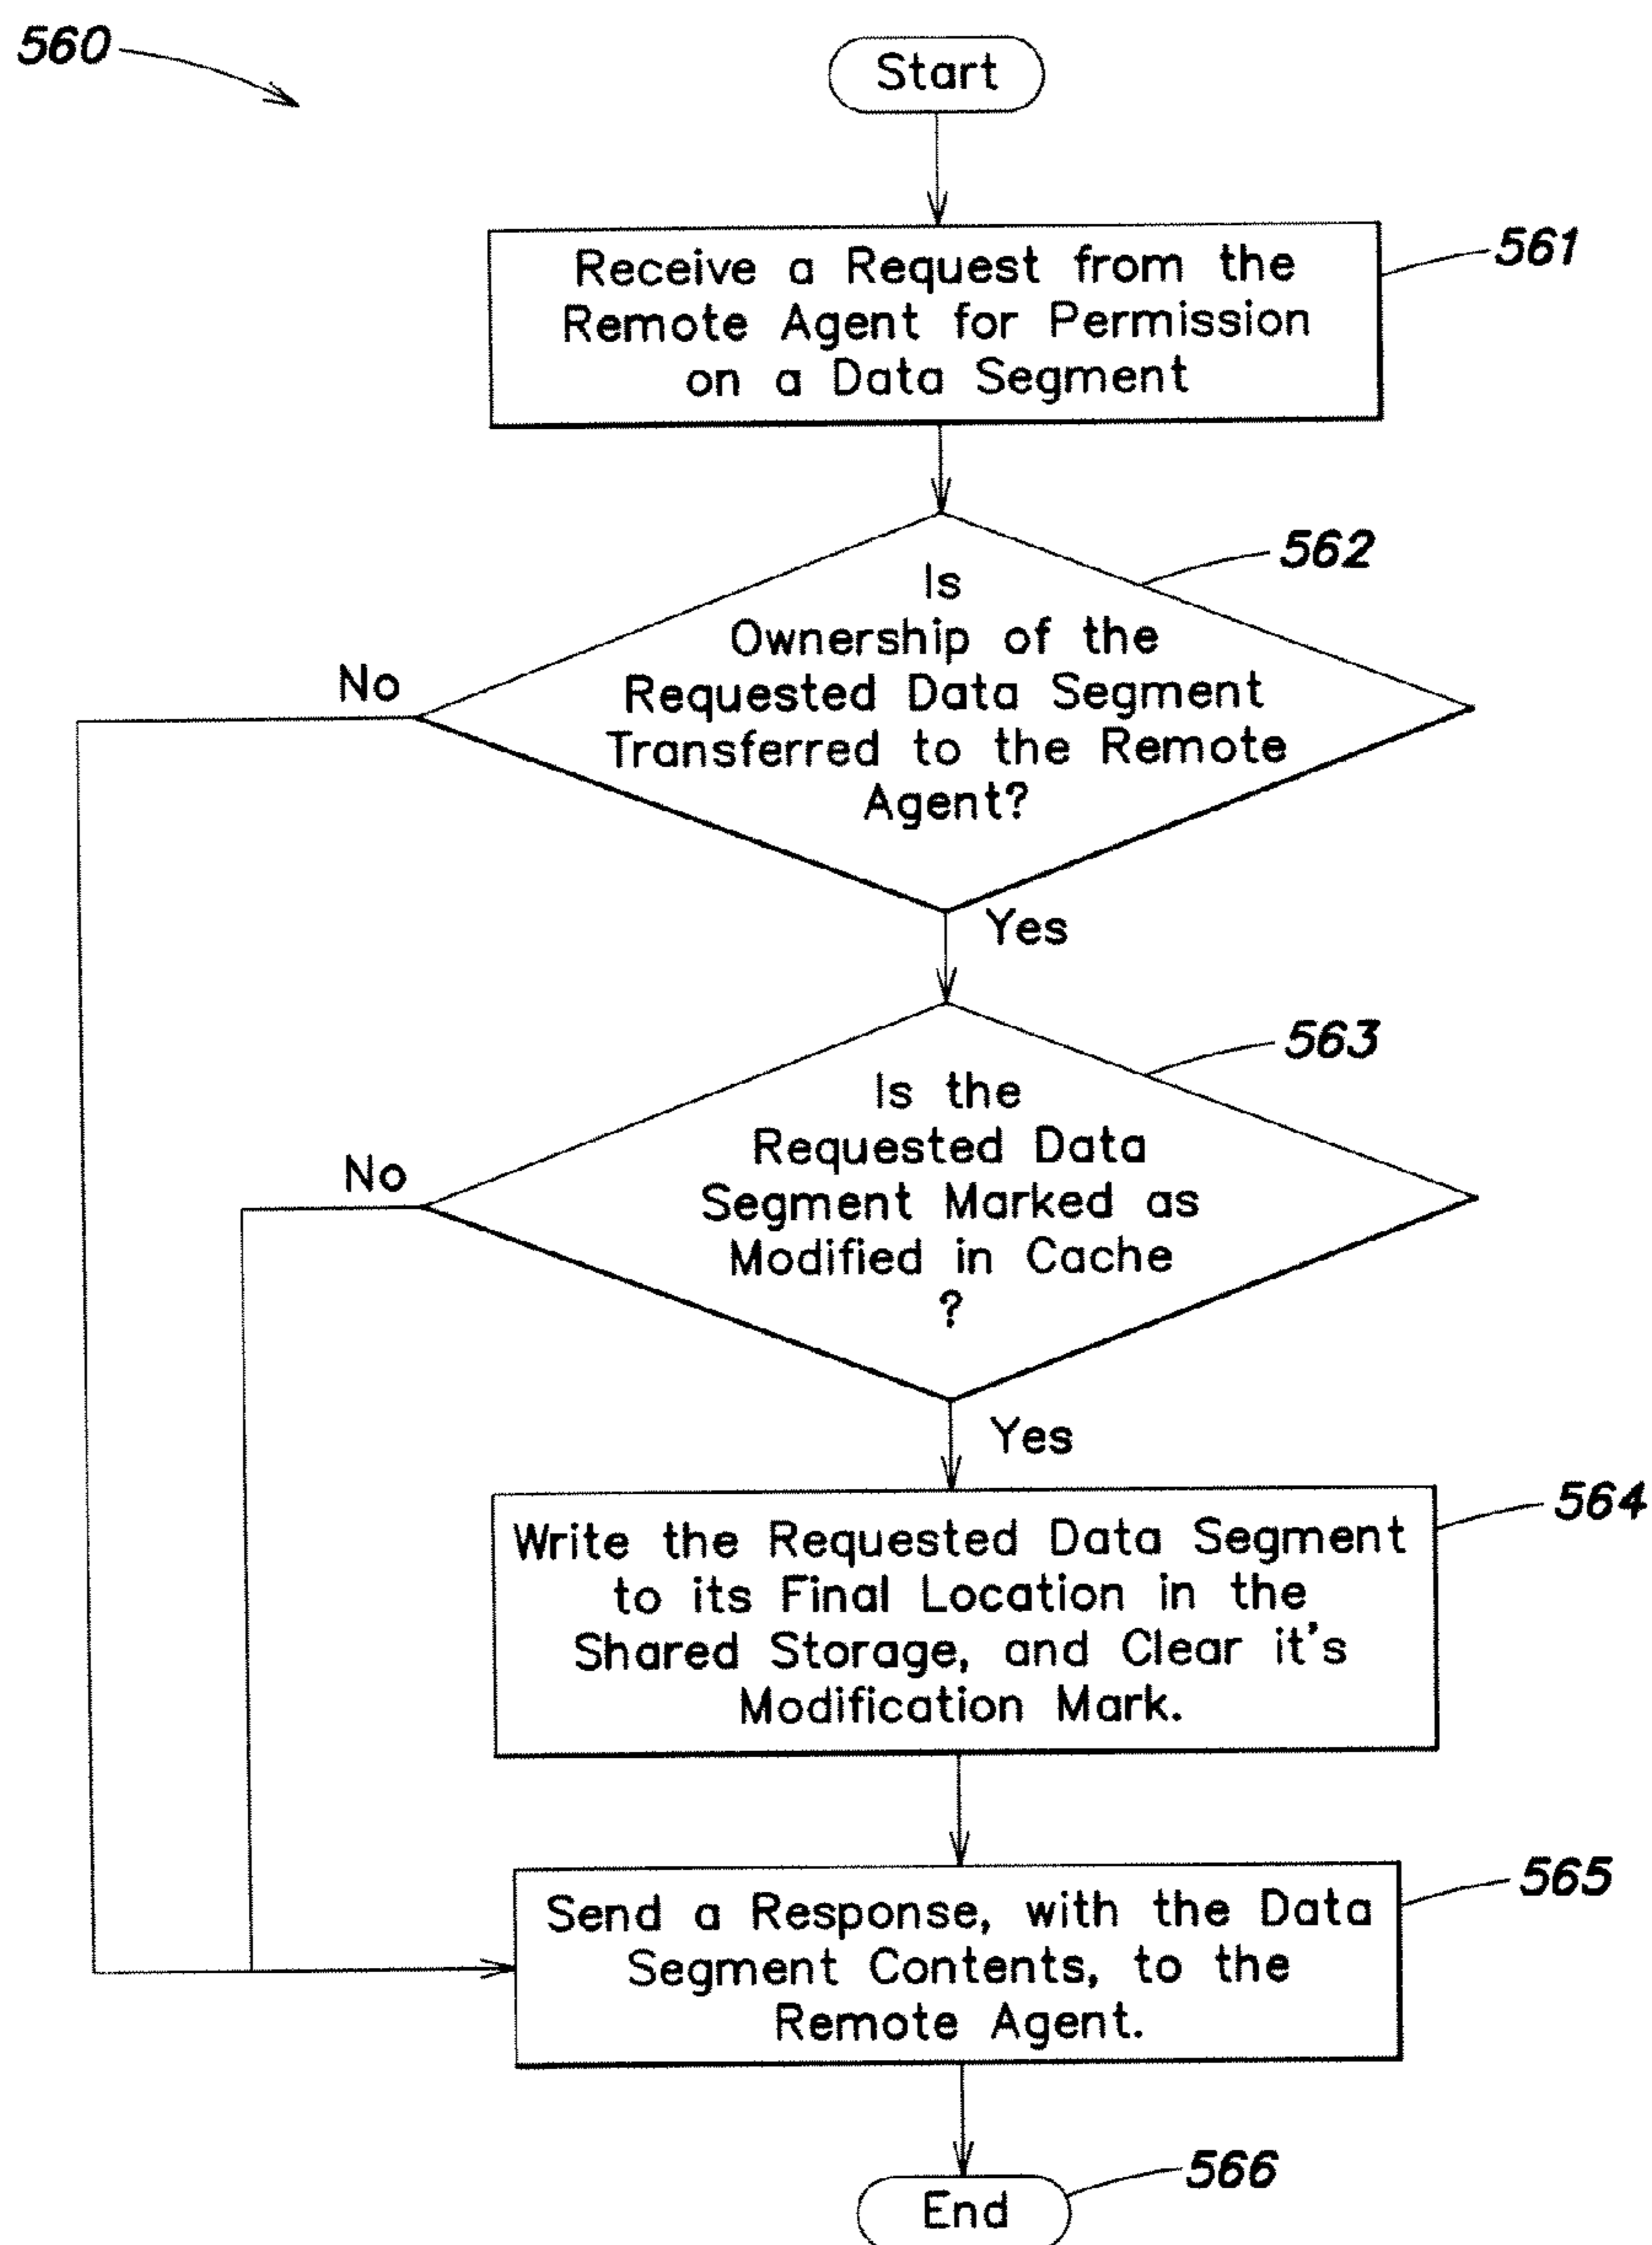 560
Start
Receive a Request from the
Remote Agent for Permission
on a Data Segment
561
562
Is
Ownership of the
Requested Data Segment
Transferred to the Remote
Agent?
No
Yes
563
Is the
Requested Data
Segment Marked as
Modified in Cache
?
No
Yes
564
Write the Requested Data Segment
to its Final Location in the
Shared Storage, and Clear it's
Modification Mark.
565
Send a Response, with the Data
Segment Contents, to the
Remote Agent.
566
End